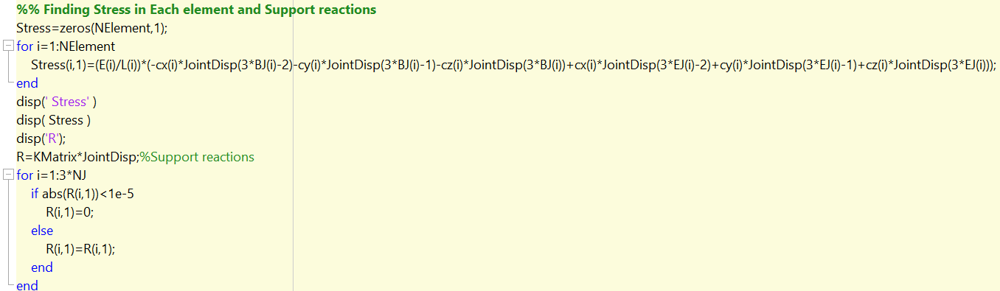 %% Finding Stress in Each element and Support reactions
Stress=zeros(NElement,1);
for i=1:NElement
Stress(i,1)=(E(i)/L(i))*(-cx(i)*JointDisp(3*BJ(i)-2)-cy(i)*JointDisp(3*BJ(i)-1)-cz(i)*JointDisp(3*BJ(i))+cx(i)*JointDisp(3*EJ(i)-2)+cy(i)*JointDisp(3*EJ(i)-1)+cz(i)*JointDisp(3*EJ(i)));
end
disp(' Stress' )
disp( Stress )
disp('R');
R=KMatrix*JointDisp;%Support reactions
for i=1:3*NJ
if abs(R(i,1))<1e-5
R(i,1)=0;
else
R(i,1)=R(i,1);
end
end